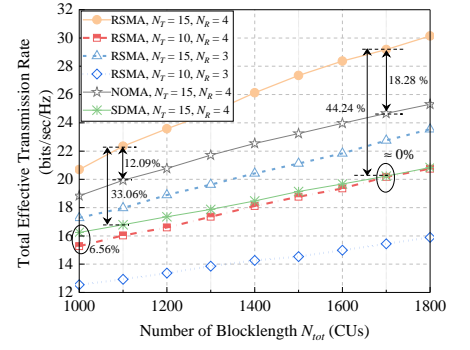 Total Effective Transmission Rate
(bits/sec/Hz)
32
30
28
26
24
22
20
18
16
14
12
RSMA, N_T = 15, N_R = 4
RSMA, N_T = 10, N_R = 4
RSMA, N_T = 15, N_R = 3
RSMA, N_T = 10, N_R = 3
NOMA, N_T = 15, N_R = 4
SDMA, N_T = 15, N_R = 4
18.28 %
44.24 %
12.09%
33.06%
≈ 0%
6.56%
1000
1200
1400
1600
1800
Number of Blocklength N_tot (CUs)